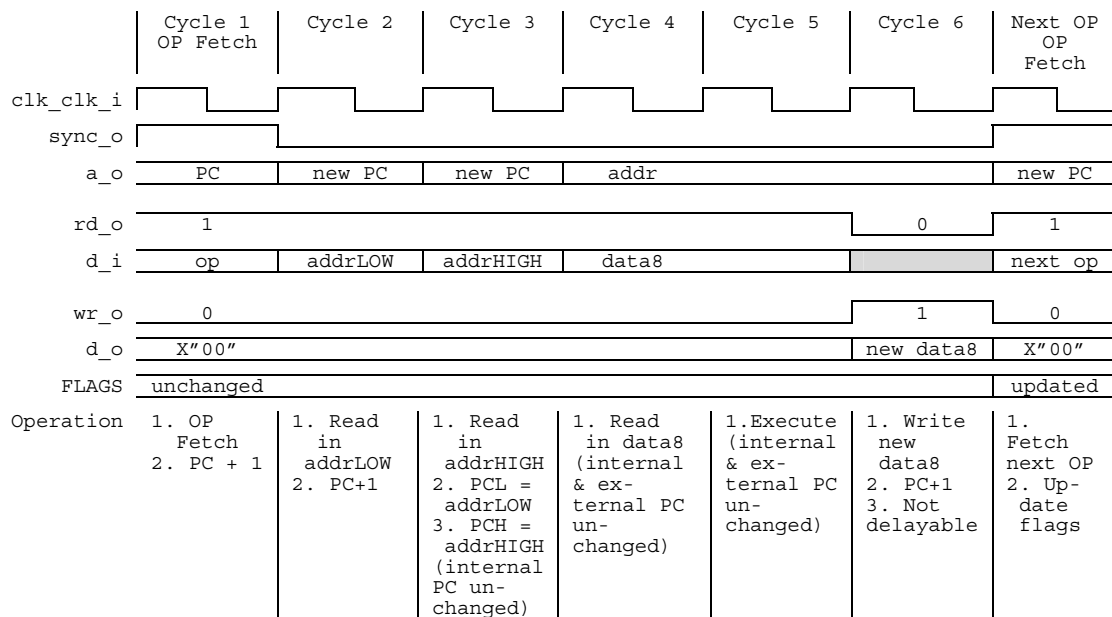 Cycle 1 Cycle 2 Cycle 3 Cycle 4 Cycle 5 Cycle 6 Next OP
OP Fetch OP
Fetch
clk_clk_i
sync_o
a_o PC new PC new PC addr new PC
rd_o 1 0 1
d_i op addrLOW addrHIGH data8 next op
wr_o 0 1 0
d_o X"00" new data8 X"00"
FLAGS unchanged updated
Operation 1. OP 1. Read 1. Read 1. Read 1.Execute 1. Write 1.
Fetch in in in data8 (internal new Fetch
2. PC + 1 addrLOW addrHIGH (internal & ex- data8 next OP
2. PC+1 2. PCL = & ex- ternal PC 2. PC+1 2. Up-
addrLOW ternal PC un- 3. Not date
3. PCH = un- changed) delayable flags
addrHIGH changed)
(internal
PC un-
changed)